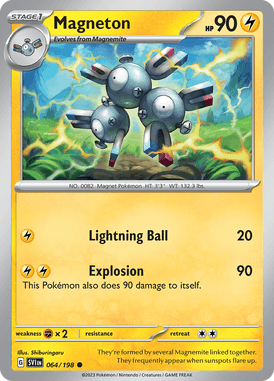 STAGE 1
Magneton
HP 90
Evolves from Magnemite
NO. 0082 Magnet Pokémon HT: 3'3" WT: 132.3 lbs.
Lightning Ball 20
Explosion 90
This Pokémon also does 90 damage to itself.
weakness ×2 resistance retreat
Illus. Shiburingaru
SVI EN 064/198
They're formed by several Magnemite linked together.
They frequently appear when sunspots flare up.
©2023 Pokémon / Nintendo / Creatures / GAME FREAK